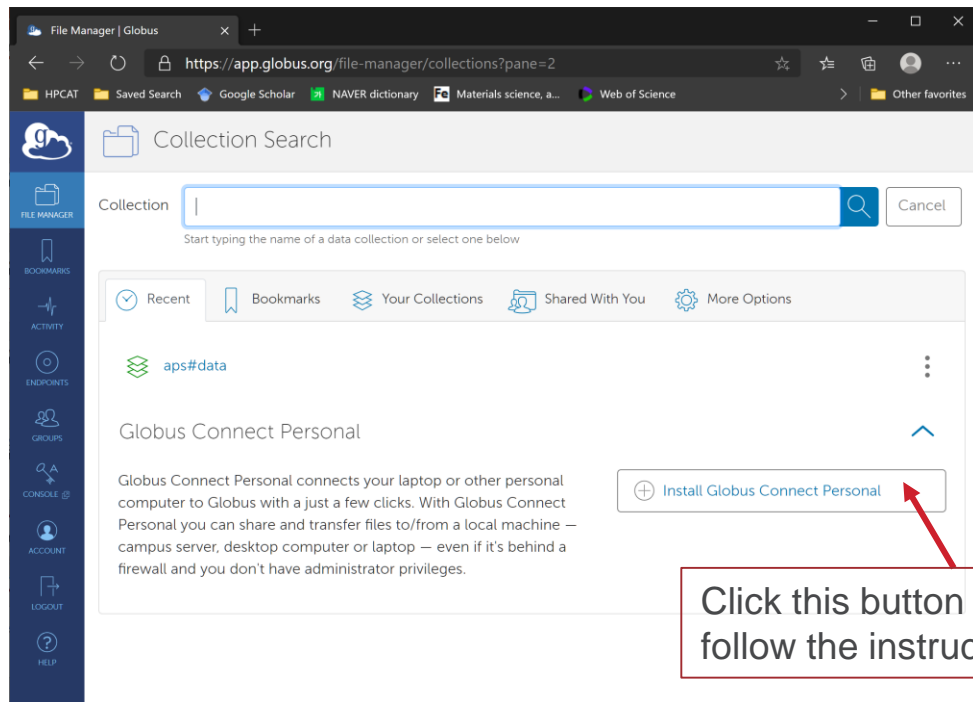 File Manager | Globus
https://app.globus.org/file-manager/collections?pane=2
HPCAT Saved Search Google Scholar NAVER dictionary Fe Materials science, a... Web of Science Other favorites
g
Collection Search
FILE MANAGER
BOOKMARKS
ACTIVITY
ENDPOINTS
GROUPS
CONSOLE
ACCOUNT
LOGOUT
HELP
Collection
Cancel
Start typing the name of a data collection or select one below
Recent Bookmarks Your Collections Shared With You More Options
aps#data
Globus Connect Personal
Globus Connect Personal connects your laptop or other personal
computer to Globus with a just a few clicks. With Globus Connect
Personal you can share and transfer files to/from a local machine —
campus server, desktop computer or laptop — even if it's behind a
firewall and you don't have administrator privileges.
Install Globus Connect Personal
Click this button
follow the instruc